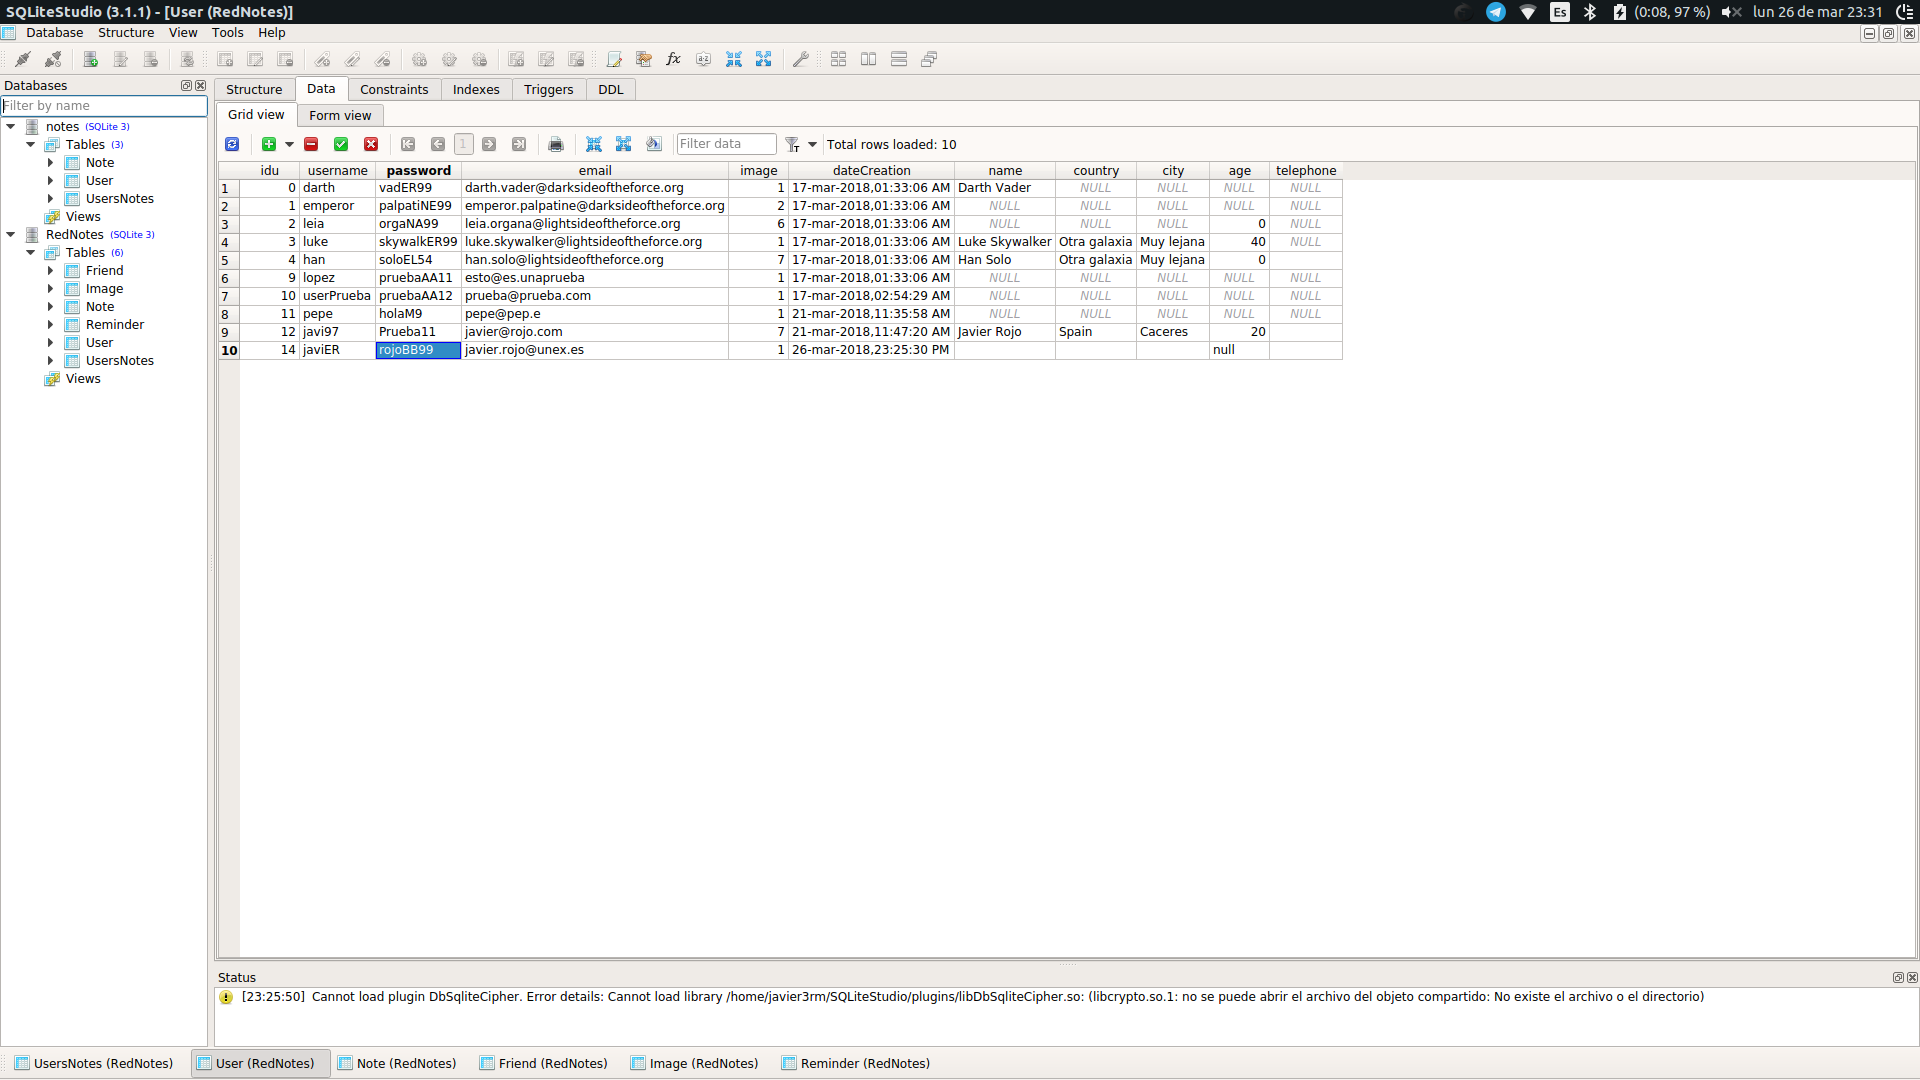 SQLiteStudio (3.1.1) - [User (RedNotes)]
Es
(0:08, 97 %)
lun 26 de mar 23:31
Database Structure View Tools Help
Databases
Filter by name
notes (SQLite 3)
Tables (3)
Note
User
UsersNotes
Views
RedNotes (SQLite 3)
Tables (6)
Friend
Image
Note
Reminder
User
UsersNotes
Views
Structure Data Constraints Indexes Triggers DDL
Grid view Form view
1 Filter data Total rows loaded: 10
idu username password email image dateCreation name country city age telephone
1 0 darth vadER99 darth.vader@darksideoftheforce.org 1 17-mar-2018,01:33:06 AM Darth Vader NULL NULL NULL NULL
2 1 emperor palpatiNE99 emperor.palpatine@darksideoftheforce.org 2 17-mar-2018,01:33:06 AM NULL NULL NULL NULL NULL
3 2 leia orgaNA99 leia.organa@lightsideoftheforce.org 6 17-mar-2018,01:33:06 AM NULL NULL NULL 0 NULL
4 3 luke skywalkER99 luke.skywalker@lightsideoftheforce.org 1 17-mar-2018,01:33:06 AM Luke Skywalker Otra galaxia Muy lejana 40 NULL
5 4 han soloEL54 han.solo@lightsideoftheforce.org 7 17-mar-2018,01:33:06 AM Han Solo Otra galaxia Muy lejana 0
6 9 lopez pruebaAA11 esto@es.unaprueba 1 17-mar-2018,01:33:06 AM NULL NULL NULL NULL NULL
7 10 userPrueba pruebaAA12 prueba@prueba.com 1 17-mar-2018,02:54:29 AM NULL NULL NULL NULL NULL
8 11 pepe holaM9 pepe@pep.e 1 21-mar-2018,11:35:58 AM NULL NULL NULL NULL NULL
9 12 javi97 Prueba11 javier@rojo.com 7 21-mar-2018,11:47:20 AM Javier Rojo Spain Caceres 20
10 14 javiER rojoBB99 javier.rojo@unex.es 1 26-mar-2018,23:25:30 PM null
Status
[23:25:50] Cannot load plugin DbSqliteCipher. Error details: Cannot load library /home/javier3rm/SQLiteStudio/plugins/libDbSqliteCipher.so: (libcrypto.so.1: no se puede abrir el archivo del objeto compartido: No existe el archivo o el directorio)
UsersNotes (RedNotes) User (RedNotes) Note (RedNotes) Friend (RedNotes) Image (RedNotes) Reminder (RedNotes)